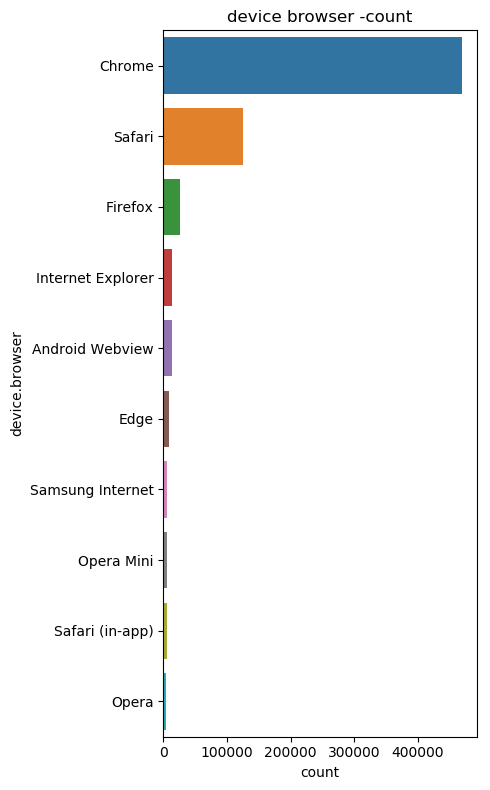 device browser -count
Chrome
Safari
Firefox
Internet Explorer
Android Webview
Edge
Samsung Internet
Opera Mini
Safari (in-app)
Opera
device.browser
0 100000 200000 300000 400000
count